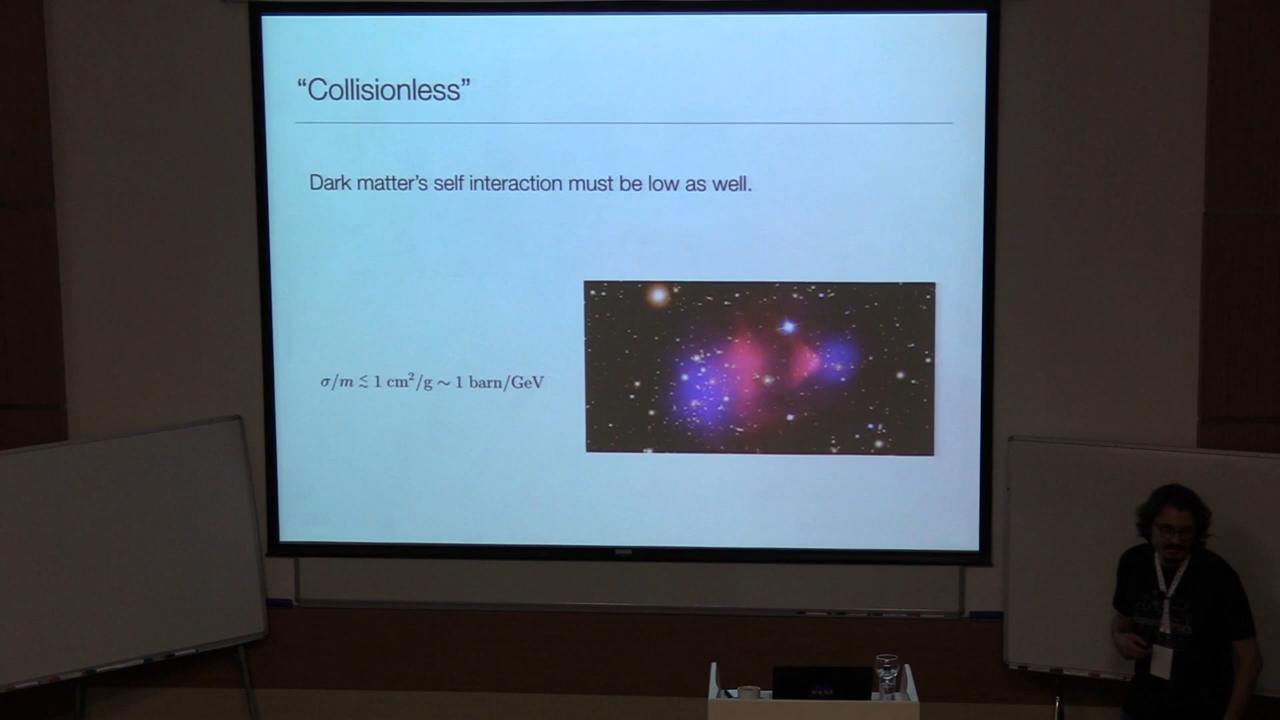 “Collisionless”
Dark matter’s self interaction must be low as well.
σ/m ≲ 1 cm²/g ∼ 1 barn/GeV